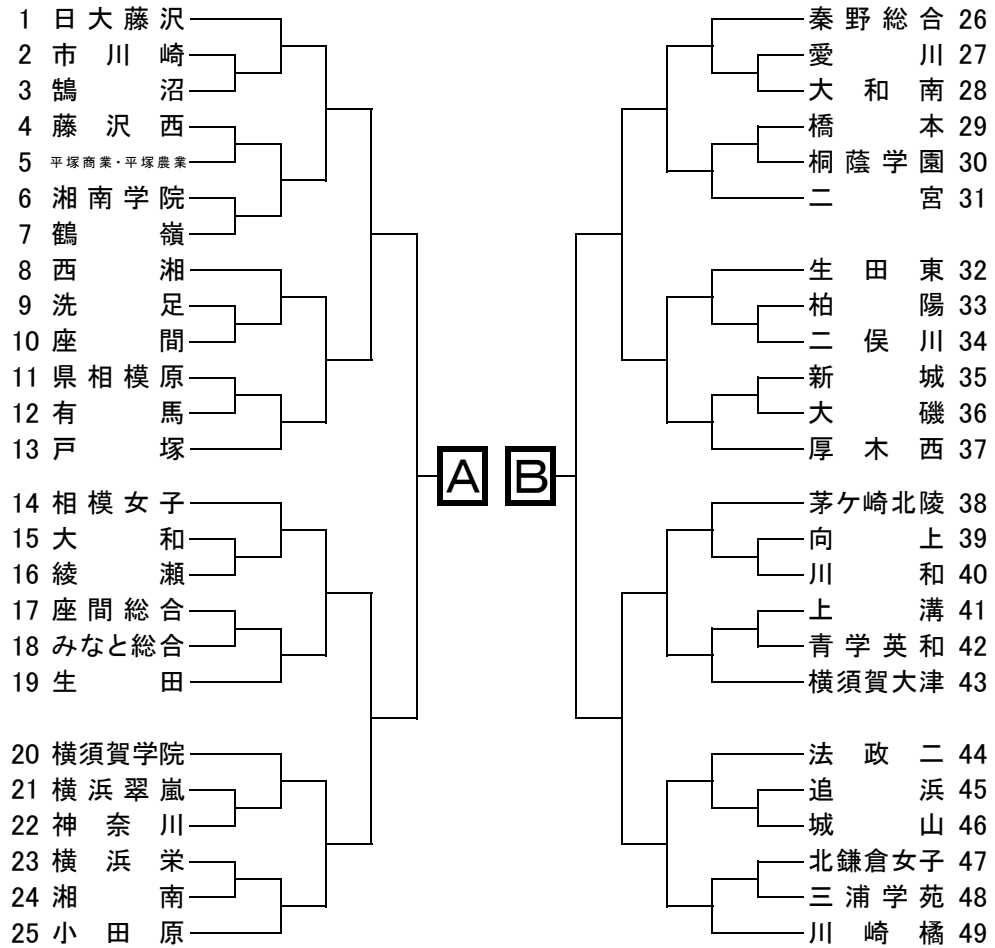 1 日大藤沢
2 市川崎
3 鵠沼
4 藤沢西
5 平塚商業・平塚農業
6 湘南学院
7 鶴嶺
8 西湘
9 洗足
10 座間
11 県相模原
12 有馬
13 戸塚
14 相模女子
15 大和
16 綾瀬
17 座間総合
18 みなと総合
19 生田
20 横須賀学院
21 横浜翠嵐
22 神奈川
23 横浜栄
24 湘南
25 小田原
A
B
秦野総合 26
愛川 27
大和南 28
橋本 29
桐蔭学園 30
二宮 31
生田東 32
柏陽 33
二俣川 34
新城 35
大磯 36
厚木西 37
茅ケ崎北陵 38
向上 39
川和 40
上溝 41
青学英和 42
横須賀大津 43
法政二 44
追浜 45
城山 46
北鎌倉女子 47
三浦学苑 48
川崎橘 49